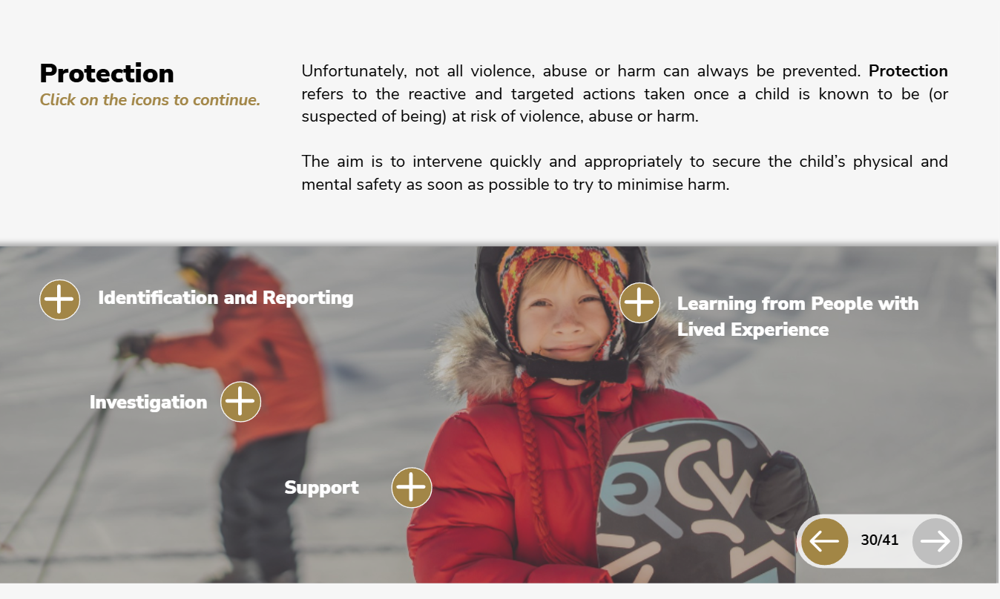 Protection
Click on the icons to continue.
Unfortunately, not all violence, abuse or harm can always be prevented. Protection
refers to the reactive and targeted actions taken once a child is known to be (or
suspected of being) at risk of violence, abuse or harm.
The aim is to intervene quickly and appropriately to secure the child’s physical and
mental safety as soon as possible to try to minimise harm.
Identification and Reporting
Learning from People with
Lived Experience
Investigation
Support
30/41